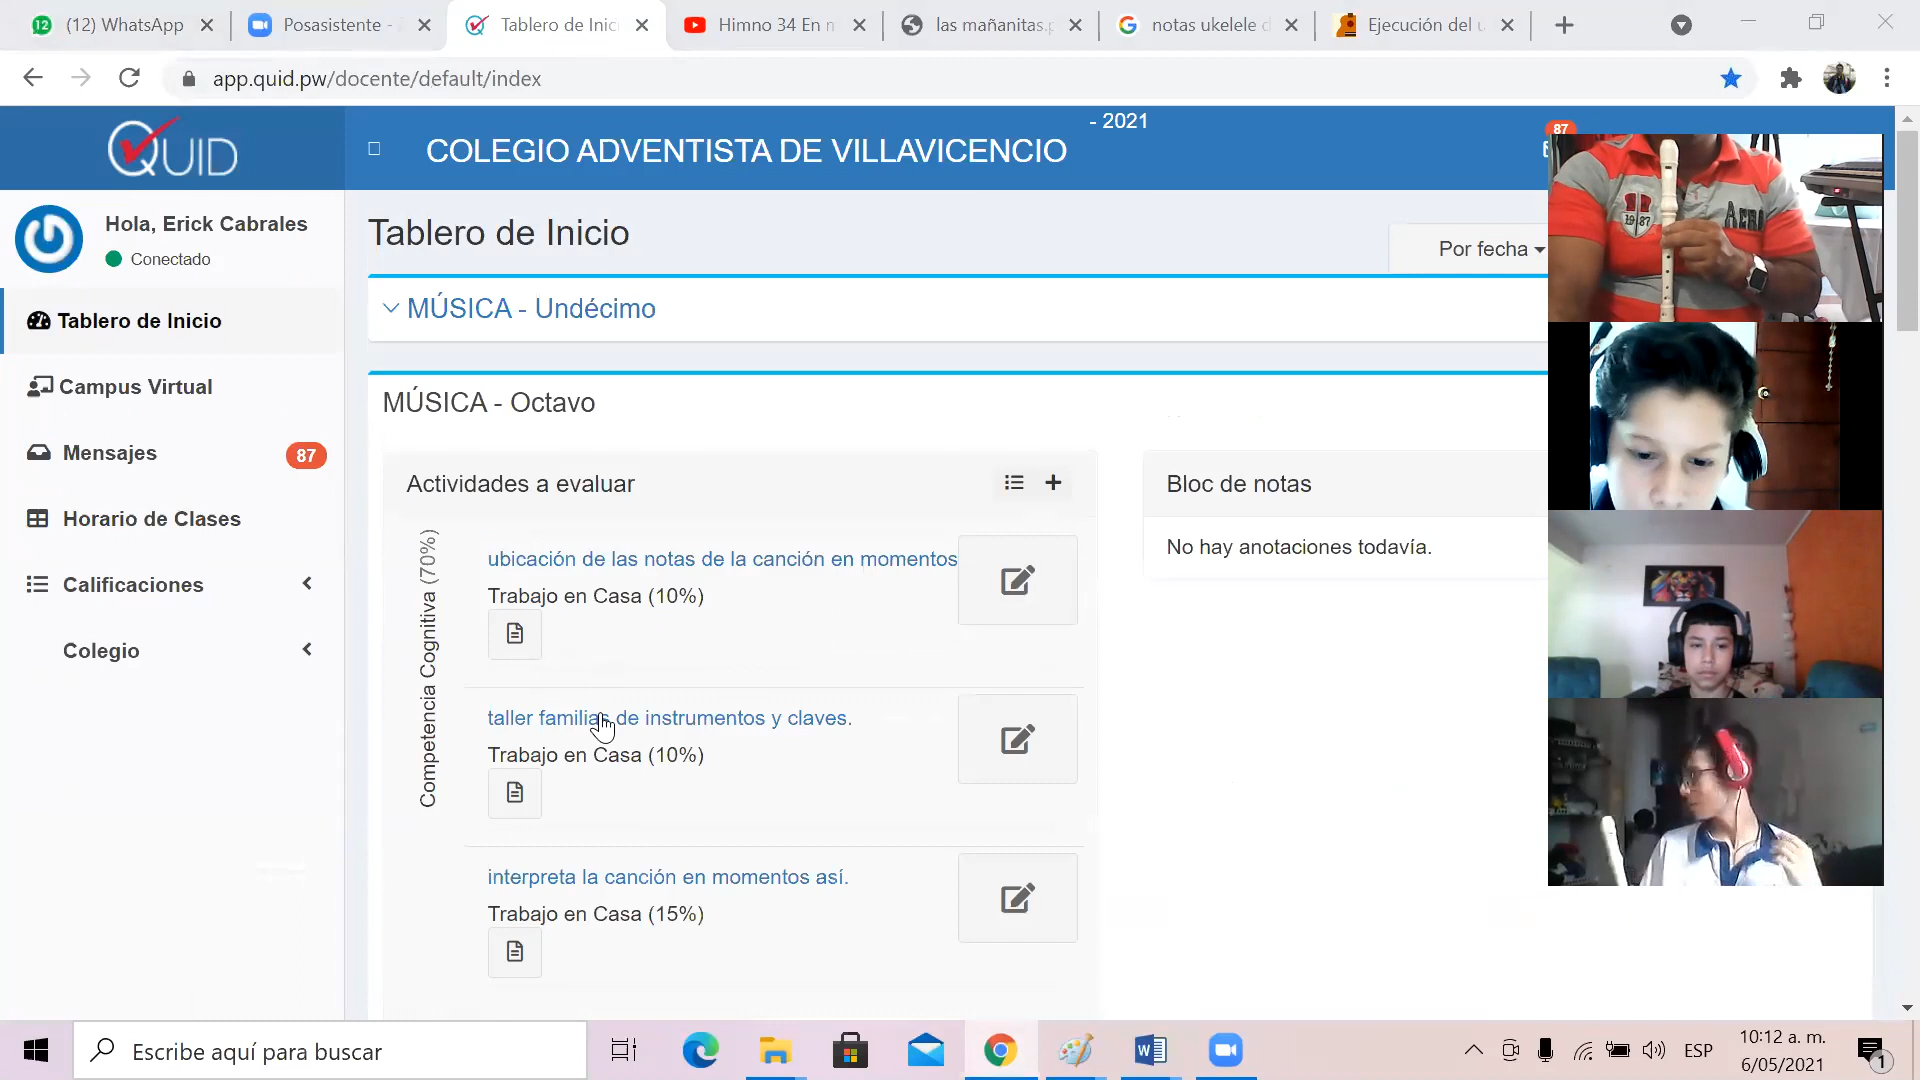 (12) WhatsApp
Posasistente - Z
Tablero de Inic
Himno 34 En m
las mañanitas.p
notas ukelele d
Ejecución del u
12
app.quid.pw/docente/default/index
QUID
COLEGIO ADVENTISTA DE VILLAVICENCIO
- 2021
87
Hola, Erick Cabrales
Conectado
Tablero de Inicio
Campus Virtual
Mensajes
87
Horario de Clases
Calificaciones
Colegio
Tablero de Inicio
Por fecha
MÚSICA - Undécimo
MÚSICA - Octavo
Actividades a evaluar
Competencia Cognitiva (70%)
ubicación de las notas de la canción en momentos
Trabajo en Casa (10%)
taller familias de instrumentos y claves.
Trabajo en Casa (10%)
interpreta la canción en momentos así.
Trabajo en Casa (15%)
Bloc de notas
No hay anotaciones todavía.
1987
AERO
Escribe aquí para buscar
ESP
10:12 a. m.
6/05/2021
1